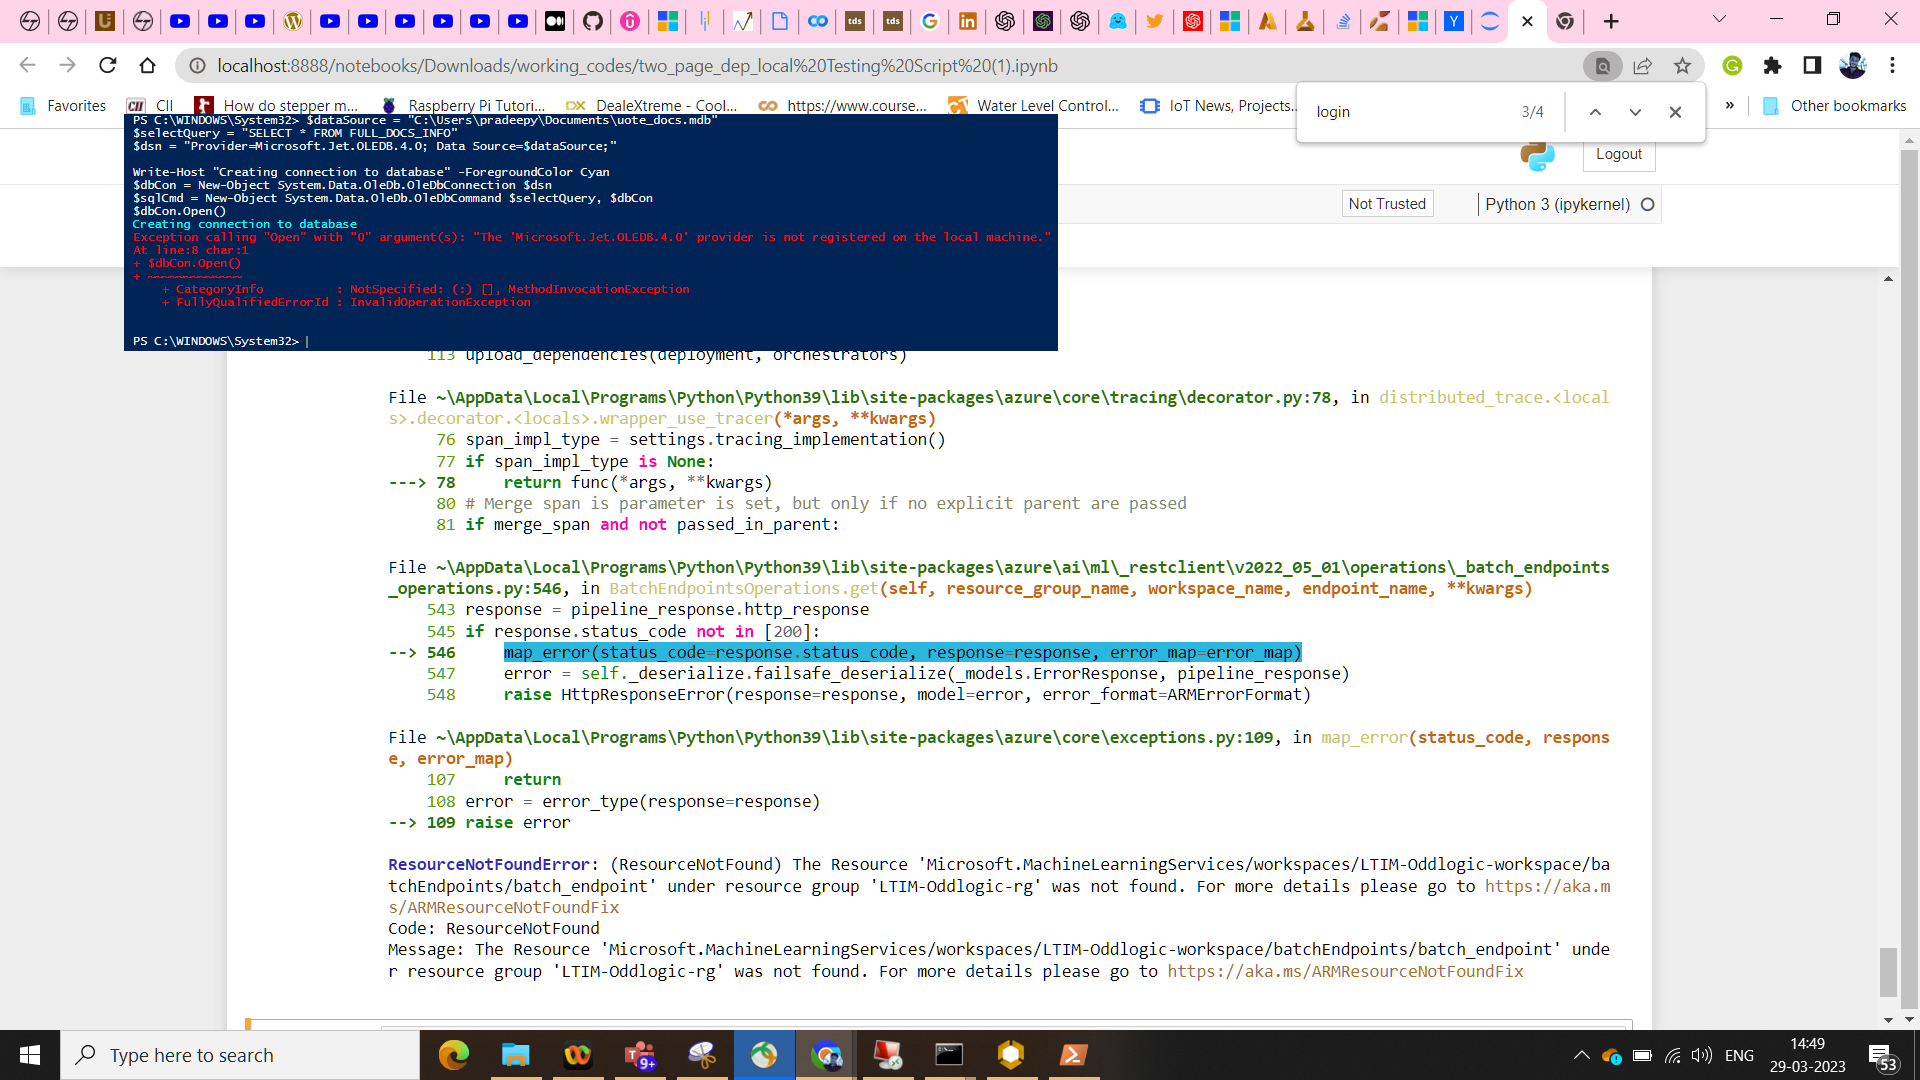 localhost:8888/notebooks/Downloads/working_codes/two_page_dep_local%20Testing%20Script%20(1).ipynb
Favorites
CII
How do stepper m...
Raspberry Pi Tutori...
DealeXtreme - Cool...
https://www.course...
Water Level Control...
IoT News, Projects...
»
Other bookmarks
login
3/4
Logout
Not Trusted
Python 3 (ipykernel)
PS C:\WINDOWS\System32> $dataSource = "C:\Users\pradeepy\Documents\uote_docs.mdb"
$selectQuery = "SELECT * FROM FULL_DOCS_INFO"
$dsn = "Provider=Microsoft.Jet.OLEDB.4.0; Data Source=$dataSource;"
Write-Host "Creating connection to database" -ForegroundColor Cyan
$dbCon = New-Object System.Data.OleDb.OleDbConnection $dsn
$sqlCmd = New-Object System.Data.OleDb.OleDbCommand $selectQuery, $dbCon
$dbCon.Open()
Creating connection to database
Exception calling "Open" with "0" argument(s): "The 'Microsoft.Jet.OLEDB.4.0' provider is not registered on the local machine."
At line:8 char:1
+ $dbCon.Open()
+ ~~~~~~~~~~~~~
+ CategoryInfo : NotSpecified: (:) [], MethodInvocationException
+ FullyQualifiedErrorId : InvalidOperationException
PS C:\WINDOWS\System32>
113 upload_dependencies(deployment, orchestrators)
File ~\AppData\Local\Programs\Python\Python39\lib\site-packages\azure\core\tracing\decorator.py:78, in distributed_trace.<local
s>.decorator.<locals>.wrapper_use_tracer(*args, **kwargs)
76 span_impl_type = settings.tracing_implementation()
77 if span_impl_type is None:
---> 78 return func(*args, **kwargs)
80 # Merge span is parameter is set, but only if no explicit parent are passed
81 if merge_span and not passed_in_parent:
File ~\AppData\Local\Programs\Python\Python39\lib\site-packages\azure\ai\ml\_restclient\v2022_05_01\operations\_batch_endpoints
_operations.py:546, in BatchEndpointsOperations.get(self, resource_group_name, workspace_name, endpoint_name, **kwargs)
543 response = pipeline_response.http_response
545 if response.status_code not in [200]:
--> 546 map_error(status_code=response.status_code, response=response, error_map=error_map)
547 error = self._deserialize.failsafe_deserialize(_models.ErrorResponse, pipeline_response)
548 raise HttpResponseError(response=response, model=error, error_format=ARMErrorFormat)
File ~\AppData\Local\Programs\Python\Python39\lib\site-packages\azure\core\exceptions.py:109, in map_error(status_code, respons
e, error_map)
107 return
108 error = error_type(response=response)
--> 109 raise error
ResourceNotFoundError: (ResourceNotFound) The Resource 'Microsoft.MachineLearningServices/workspaces/LTIM-Oddlogic-workspace/ba
tchEndpoints/batch_endpoint' under resource group 'LTIM-Oddlogic-rg' was not found. For more details please go to https://aka.m
s/ARMResourceNotFoundFix
Code: ResourceNotFound
Message: The Resource 'Microsoft.MachineLearningServices/workspaces/LTIM-Oddlogic-workspace/batchEndpoints/batch_endpoint' unde
r resource group 'LTIM-Oddlogic-rg' was not found. For more details please go to https://aka.ms/ARMResourceNotFoundFix
Type here to search
9+
ENG
14:49
29-03-2023
53